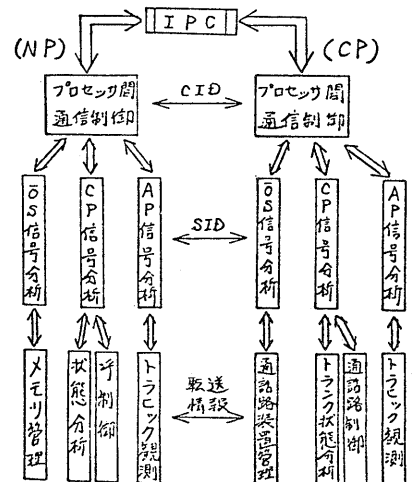 IPC
(NP)
(CP)
プロセッサ間
通信制御
CID
プロセッサ間
通信制御
OS信号分析
CP信号分析
AP信号分析
SID
OS信号分析
CP信号分析
AP信号分析
メモリ管理
状態分析
呼制御
トラヒック観測
転送
情報
通話路装置管理
トランク状態分析
通話路制御
トラヒック観測